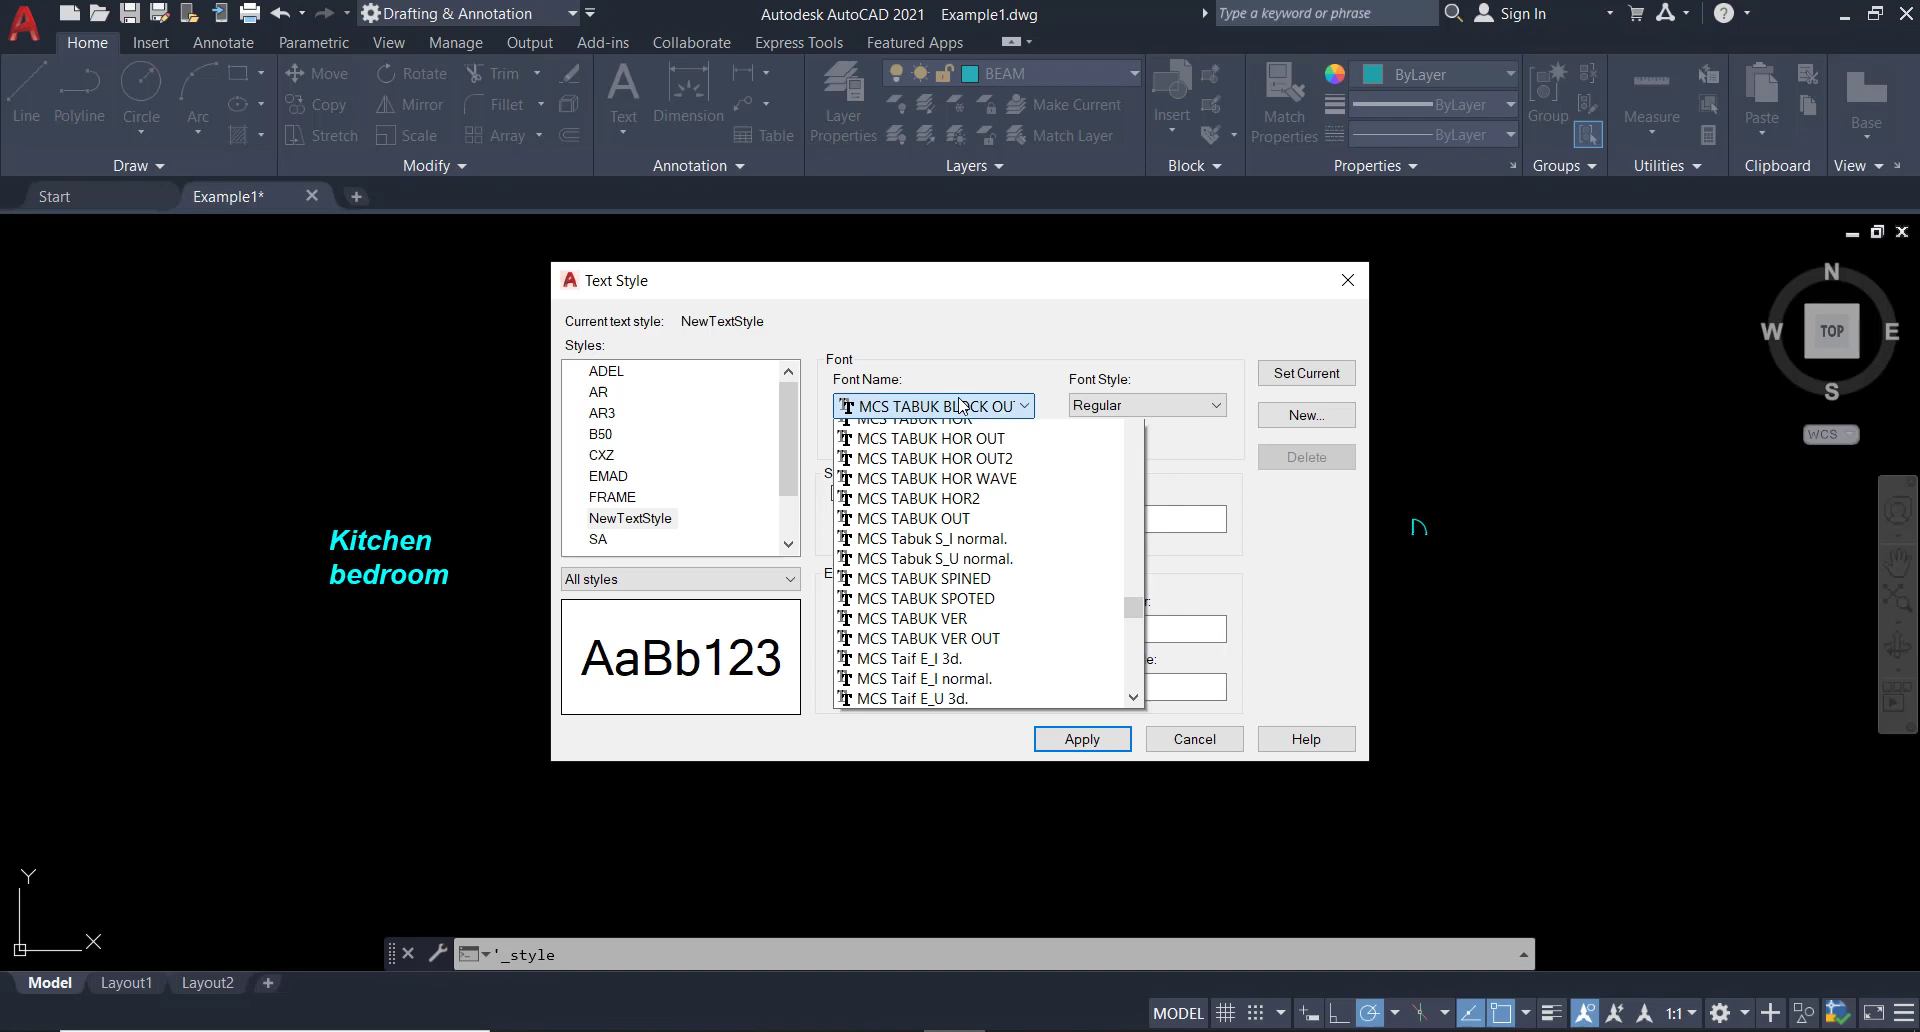 Drafting & Annotation
Autodesk AutoCAD 2021 Example1.dwg
Type a keyword or phrase
Sign In
Home Insert Annotate Parametric View Manage Output Add-ins Collaborate Express Tools Featured Apps
Line
Polyline
Circle
Arc
Move
Rotate
Trim
Copy
Mirror
Fillet
Stretch
Scale
Array
Text
Dimension
Table
Layer
Properties
BEAM
Make Current
Match Layer
Insert
Match
Properties
ByLayer
ByLayer
ByLayer
Group
Measure
Paste
Base
Draw
Modify
Annotation
Layers
Block
Properties
Groups
Utilities
Clipboard
View
Start
Example1*
Kitchen
bedroom
Text Style
Current text style: NewTextStyle
Styles:
ADEL
AR
AR3
B50
CXZ
EMAD
FRAME
NewTextStyle
SA
All styles
AaBb123
Font
Font Name:
MCS TABUK BLOCK OU
Font Style:
Regular
MCS TABUK HOR
MCS TABUK HOR OUT
MCS TABUK HOR OUT2
MCS TABUK HOR WAVE
MCS TABUK HOR2
MCS TABUK OUT
MCS Tabuk S_I normal.
MCS Tabuk S_U normal.
MCS TABUK SPINED
MCS TABUK SPOTED
MCS TABUK VER
MCS TABUK VER OUT
MCS Taif E_I 3d.
MCS Taif E_I normal.
MCS Taif E_U 3d.
Set Current
New...
Delete
Apply
Cancel
Help
N
W
TOP
E
S
WCS
Y
X
'_style
Model
Layout1
Layout2
MODEL
1:1